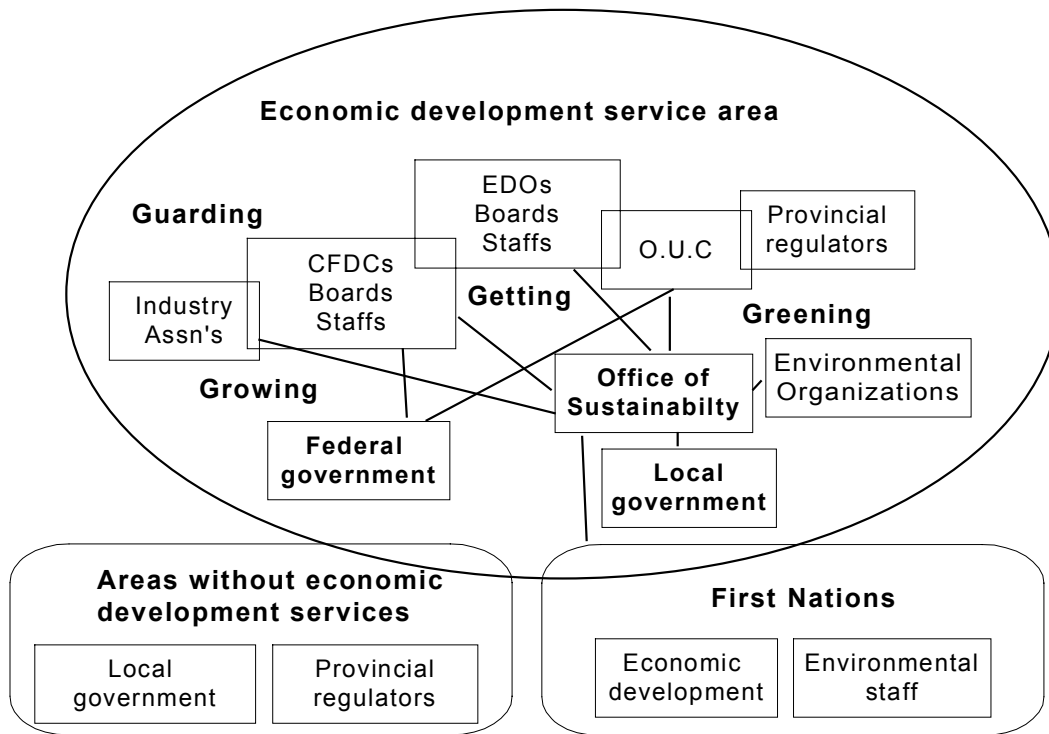 Economic development service area
EDOs
Boards
Staffs
Guarding
Provincial
regulators
O.U.C
CFDCs
Boards
Staffs
Getting
Industry
Assn's
Greening
Growing
Office of
Sustainabilty
Environmental
Organizations
Federal
government
Local
government
Areas without economic
development services
Local
government
Provincial
regulators
First Nations
Economic
development
Environmental
staff